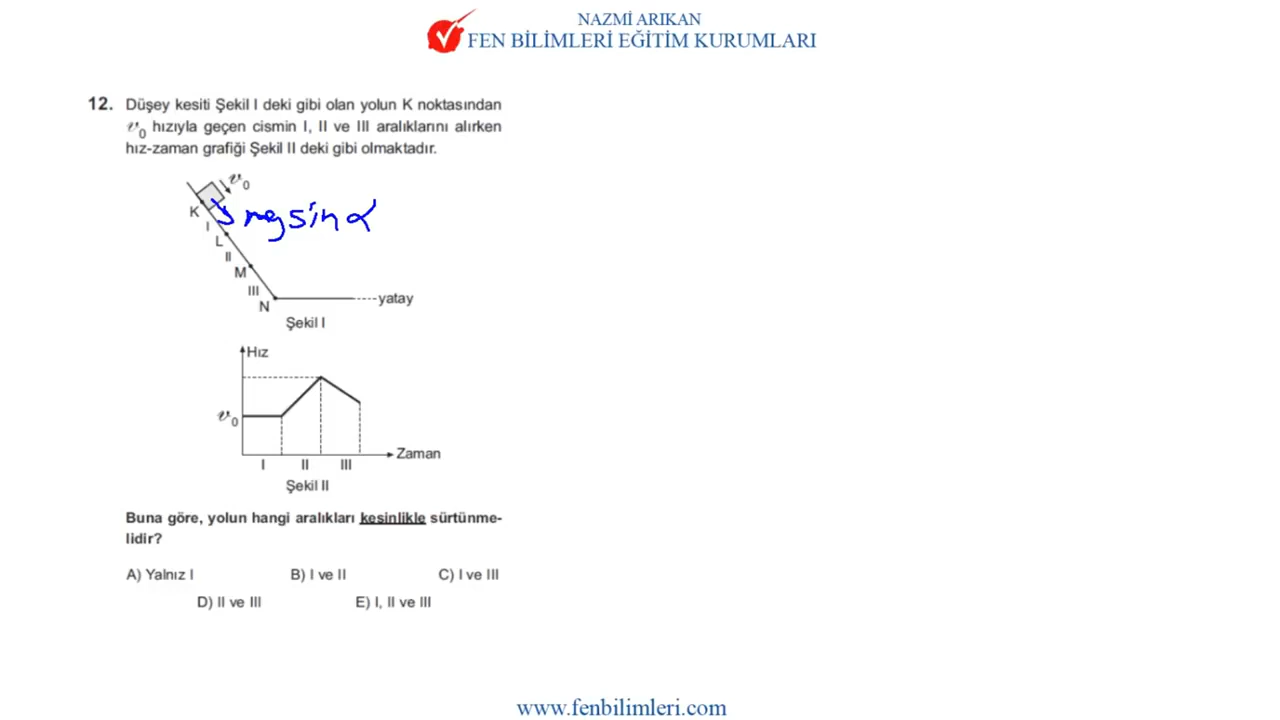 NAZMİ ARIKAN
FEN BİLİMLERİ EĞİTİM KURUMLARI
12. Düşey kesiti Şekil I deki gibi olan yolun K noktasından
v0 hızıyla geçen cismin I, II ve III aralıklarını alırken
hız-zaman grafiği Şekil II deki gibi olmaktadır.
v0
mg sin α
K
I
L
II
M
III
N
yatay
Şekil I
Hız
v0
Zaman
I II III
Şekil II
Buna göre, yolun hangi aralıkları kesinlikle sürtünme-
lidir?
A) Yalnız I B) I ve II C) I ve III
D) II ve III E) I, II ve III
www.fenbilimleri.com